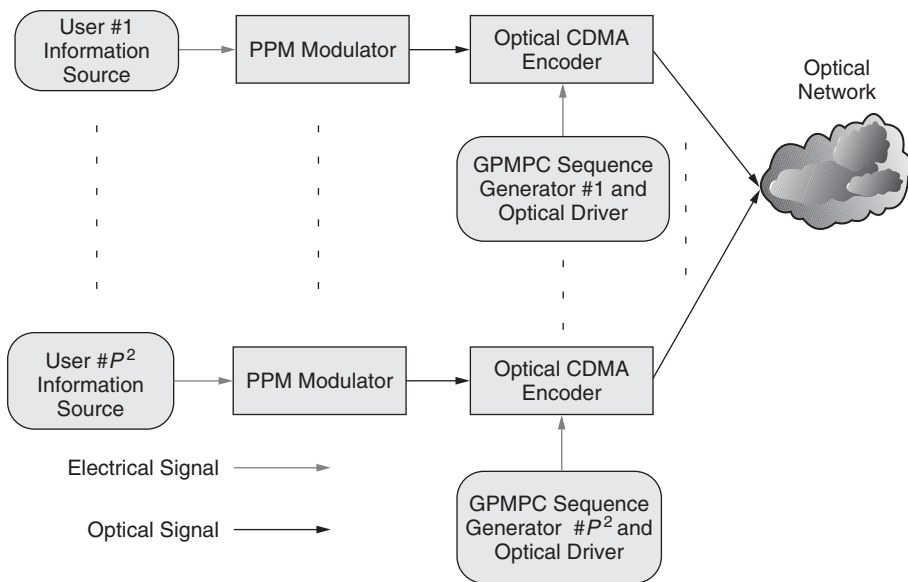 User #1
Information
Source
PPM Modulator
Optical CDMA
Encoder
Optical
Network
GPMPC Sequence
Generator #1 and
Optical Driver
User #P²
Information
Source
PPM Modulator
Optical CDMA
Encoder
Electrical Signal
GPMPC Sequence
Generator #P² and
Optical Driver
Optical Signal